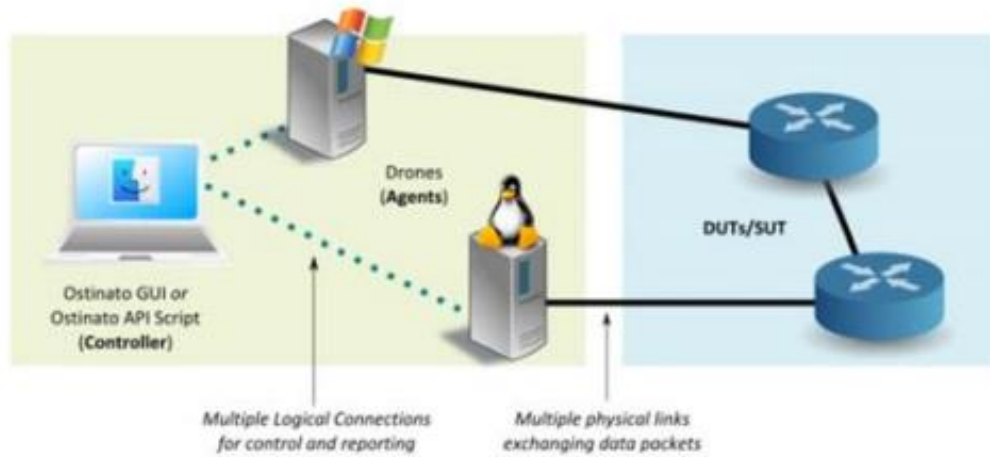 Drones
(Agents)
DUTs/SUT
Ostinato GUI or
Ostinato API Script
(Controller)
Multiple Logical Connections
for control and reporting
Multiple physical links
exchanging data packets